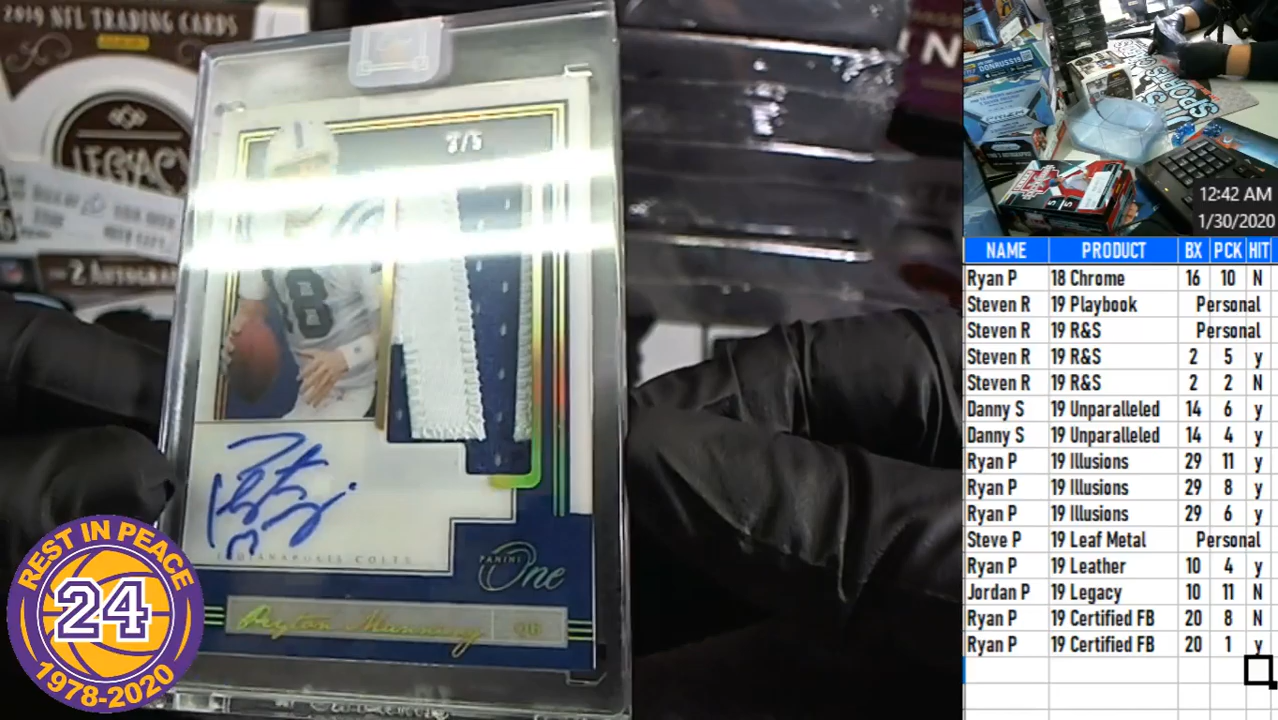 2019 NFL TRADING CARDS
PANINI
LEGACY
2 Autogra
3/5
18
INDIANAPOLIS COLTS
PANINI
One
Peyton Manning QB
REST IN PEACE
24
1978-2020
DONRUSS
12:42 AM
1/30/2020
NAME PRODUCT BX PCK HIT
Ryan P 18 Chrome 16 10 N
Steven R 19 Playbook Personal
Steven R 19 R&S Personal
Steven R 19 R&S 2 5 y
Steven R 19 R&S 2 2 N
Danny S 19 Unparalleled 14 6 y
Danny S 19 Unparalleled 14 4 y
Ryan P 19 Illusions 29 11 y
Ryan P 19 Illusions 29 8 y
Ryan P 19 Illusions 29 6 y
Steve P 19 Leaf Metal Personal
Ryan P 19 Leather 10 4 y
Jordan P 19 Legacy 10 11 N
Ryan P 19 Certified FB 20 8 N
Ryan P 19 Certified FB 20 1 y